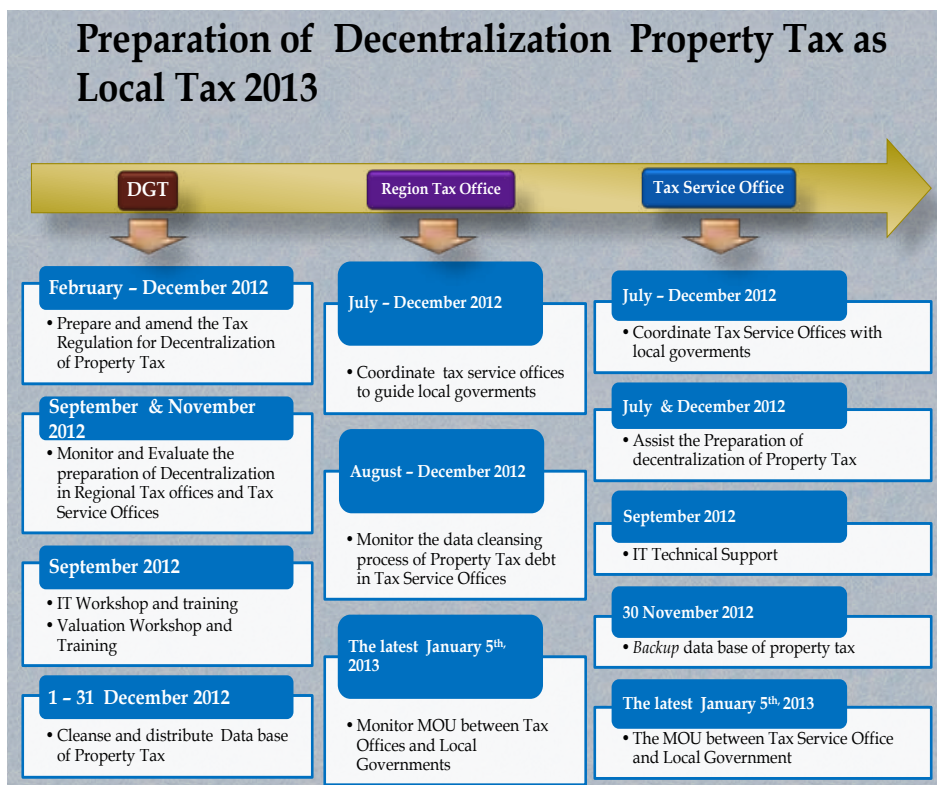 Preparation of Decentralization Property Tax as
Local Tax 2013
DGT
Region Tax Office
Tax Service Office
February – December 2012
• Prepare and amend the Tax
Regulation for Decentralization
of Property Tax
September & November
2012
• Monitor and Evaluate the
preparation of Decentralization
in Regional Tax offices and Tax
Service Offices
September 2012
• IT Workshop and training
• Valuation Workshop and
Training
1 – 31 December 2012
• Cleanse and distribute Data base
of Property Tax
July – December 2012
• Coordinate tax service offices
to guide local goverments
August – December 2012
• Monitor the data cleansing
process of Property Tax debt
in Tax Service Offices
The latest January 5th,
2013
• Monitor MOU between Tax
Offices and Local
Governments
July – December 2012
• Coordinate Tax Service Offices with
local goverments
July & December 2012
• Assist the Preparation of
decentralization of Property Tax
September 2012
• IT Technical Support
30 November 2012
• Backup data base of property tax
The latest January 5th, 2013
• The MOU between Tax Service Office
and Local Government